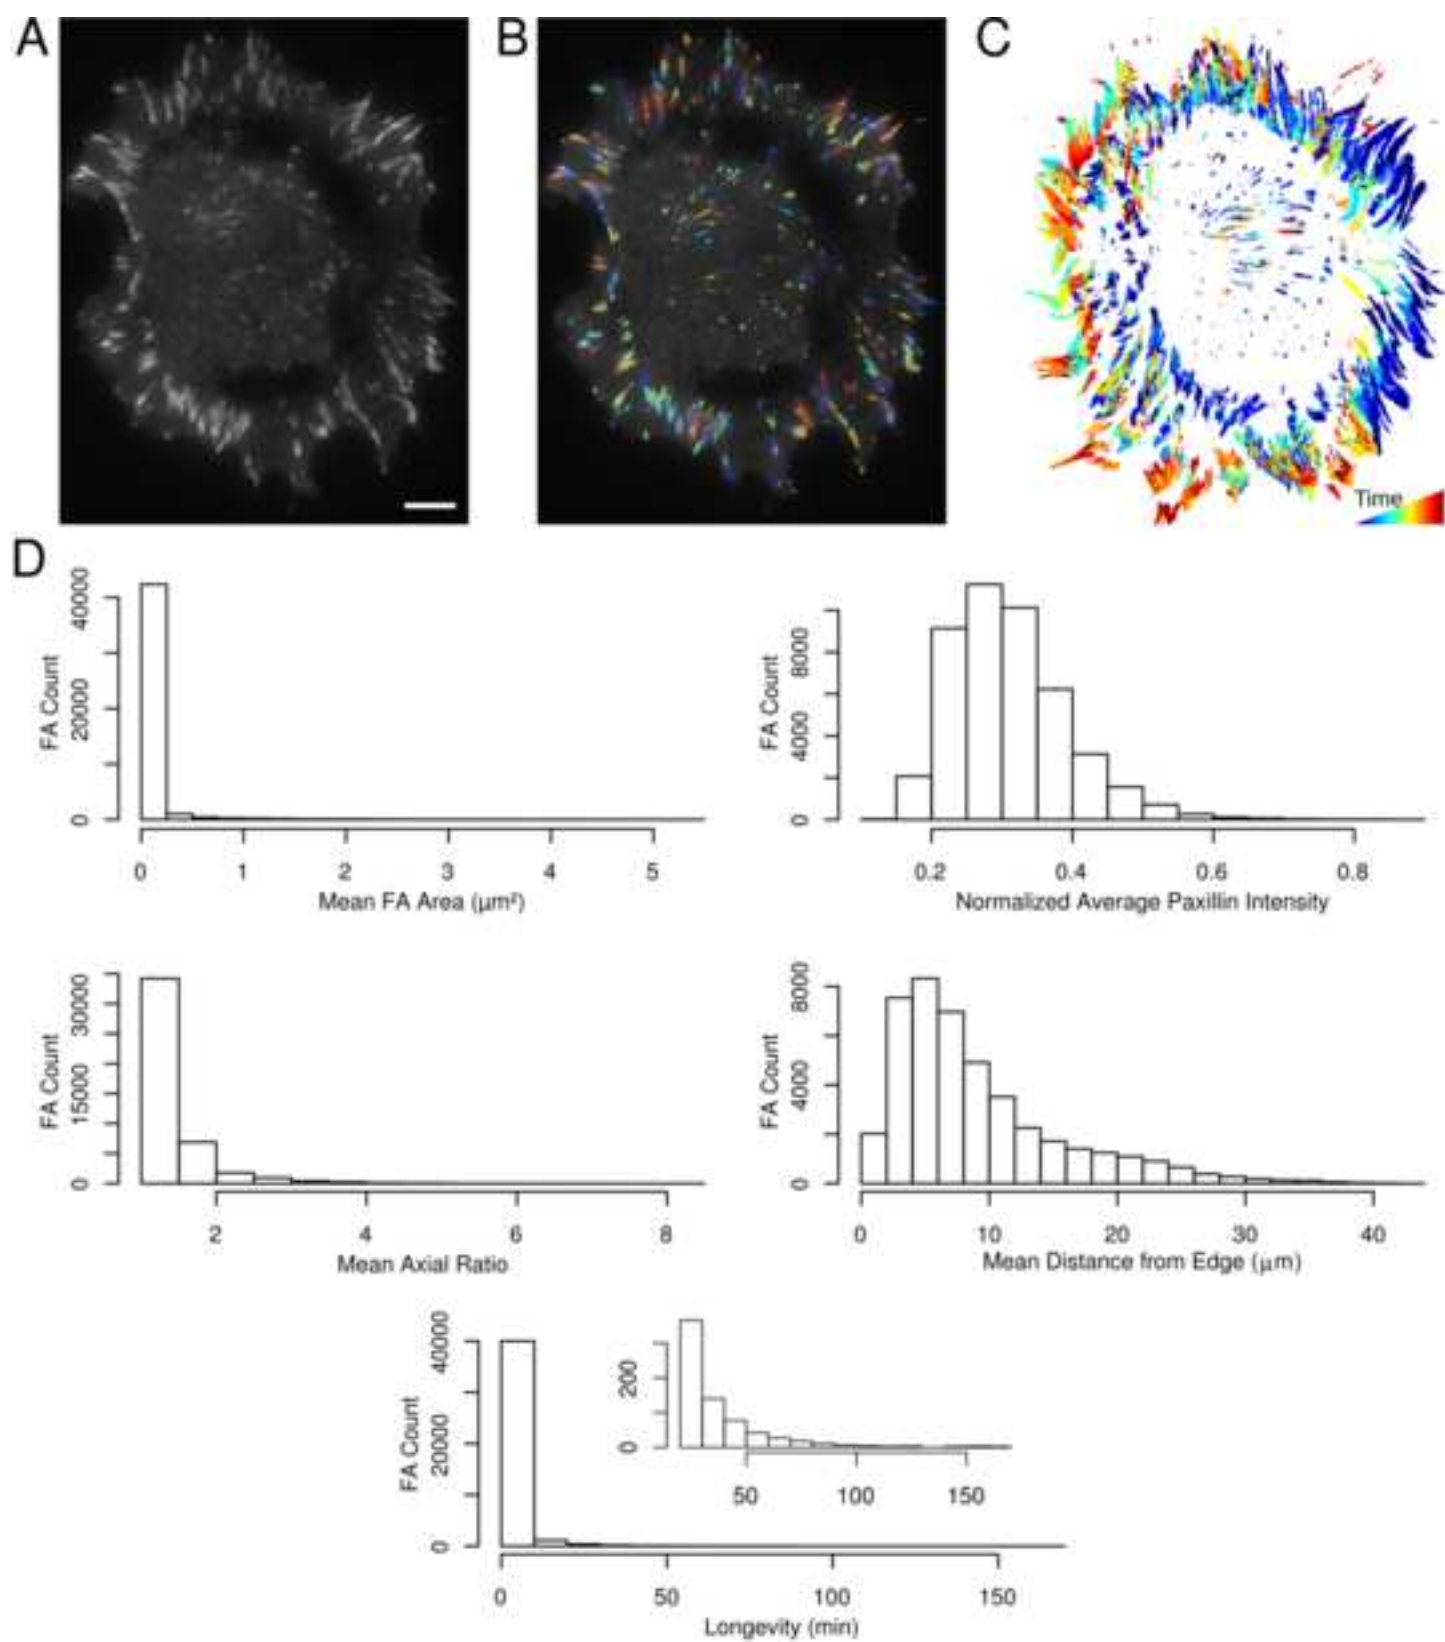 A B C
Time
D
FA Count
0 20000 40000
0 1 2 3 4 5
Mean FA Area (µm²)
FA Count
0 4000 8000
0.2 0.4 0.6 0.8
Normalized Average Paxillin Intensity
FA Count
0 15000 30000
2 4 6 8
Mean Axial Ratio
FA Count
0 4000 8000
0 10 20 30 40
Mean Distance from Edge (µm)
FA Count
0 20000 40000
0 200
50 100 150
0 50 100 150
Longevity (min)